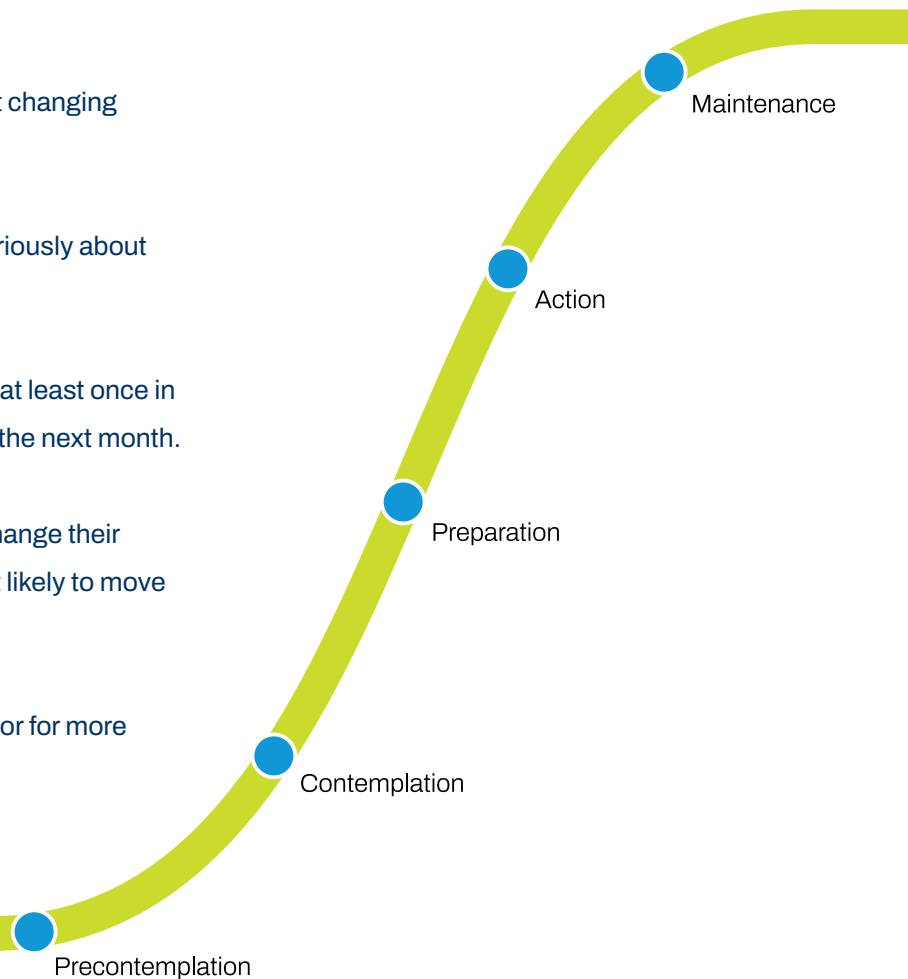 t changing
riously about
at least once in
the next month.
hange their
t likely to move
or for more
Maintenance
Action
Preparation
Contemplation
Precontemplation